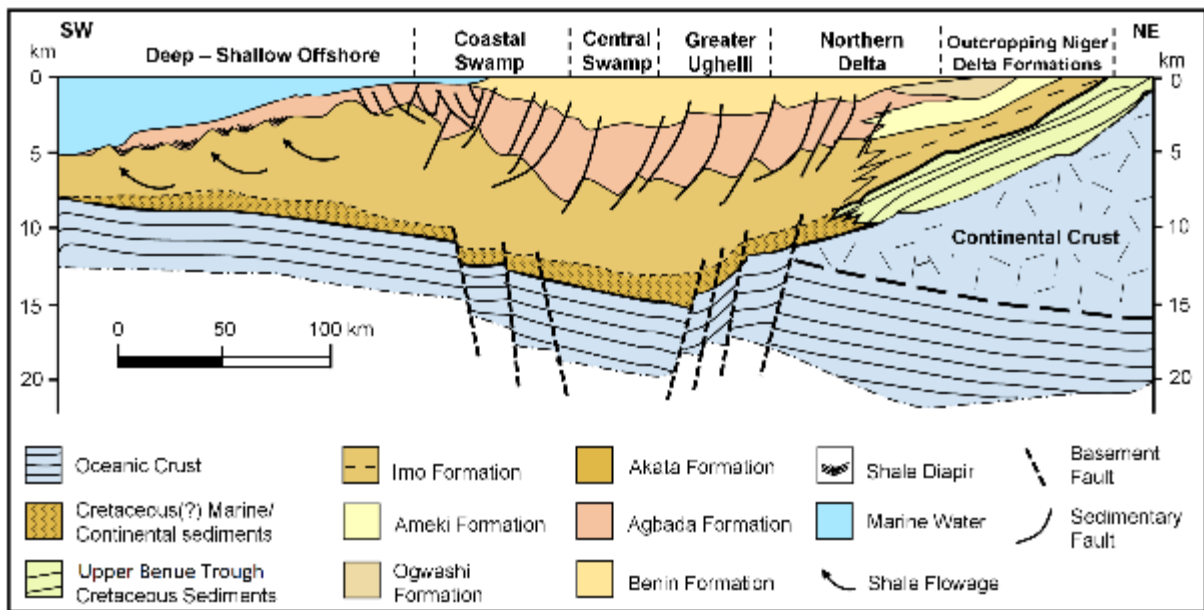 SW
NE
km
km
Deep – Shallow Offshore
Coastal
Swamp
Central
Swamp
Greater
Ughelli
Northern
Delta
Outcropping Niger
Delta Formations
0
5
10
15
20
0
5
10
15
20
Continental Crust
0 50 100 km
Oceanic Crust
Cretaceous(?) Marine/
Continental sediments
Upper Benue Trough
Cretaceous Sediments
Imo Formation
Ameki Formation
Ogwashi
Formation
Akata Formation
Agbada Formation
Benin Formation
Shale Diapir
Marine Water
Shale Flowage
Basement
Fault
Sedimentary
Fault